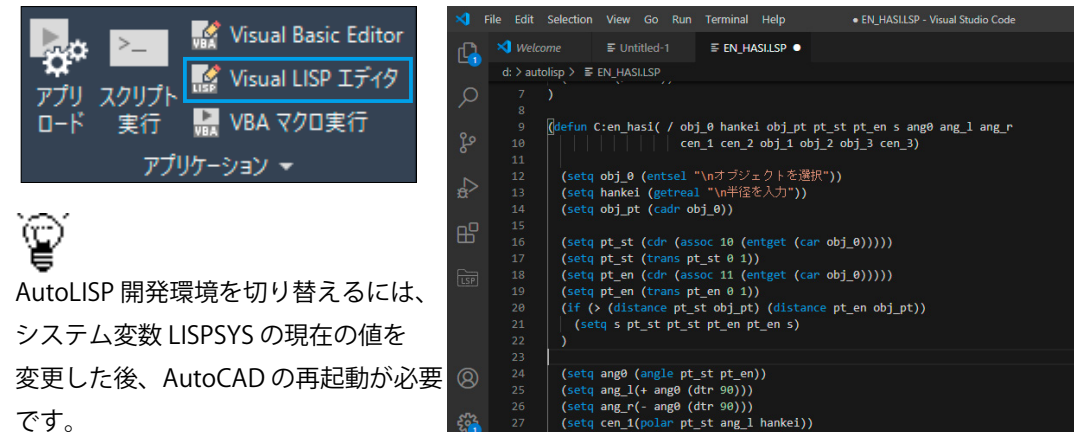 Visual Basic Editor
Visual LISP エディタ
VBA マクロ実行
アプリ
ロード
スクリプト
実行
アプリケーション
AutoLISP 開発環境を切り替えるには、
システム変数 LISPSYS の現在の値を
変更した後、AutoCAD の再起動が必要
です。
File Edit Selection View Go Run Terminal Help ● EN_HASI.LSP - Visual Studio Code
Welcome Untitled-1 EN_HASI.LSP ●
d: > autolisp > EN_HASI.LSP
7 )
8
9 (defun C:en_hasi( / obj_0 hankei obj_pt pt_st pt_en s ang0 ang_l ang_r
10 cen_1 cen_2 obj_1 obj_2 obj_3 cen_3)
11
12 (setq obj_0 (entsel "\nオブジェクトを選択"))
13 (setq hankei (getreal "\n半径を入力"))
14 (setq obj_pt (cadr obj_0))
15
16 (setq pt_st (cdr (assoc 10 (entget (car obj_0)))))
17 (setq pt_st (trans pt_st 0 1))
18 (setq pt_en (cdr (assoc 11 (entget (car obj_0)))))
19 (setq pt_en (trans pt_en 0 1))
20 (if (> (distance pt_st obj_pt) (distance pt_en obj_pt))
21 (setq s pt_st pt_st pt_en pt_en s)
22 )
23
24 (setq ang0 (angle pt_st pt_en))
25 (setq ang_l(+ ang0 (dtr 90)))
26 (setq ang_r(- ang0 (dtr 90)))
27 (setq cen_1(polar pt_st ang_l hankei))